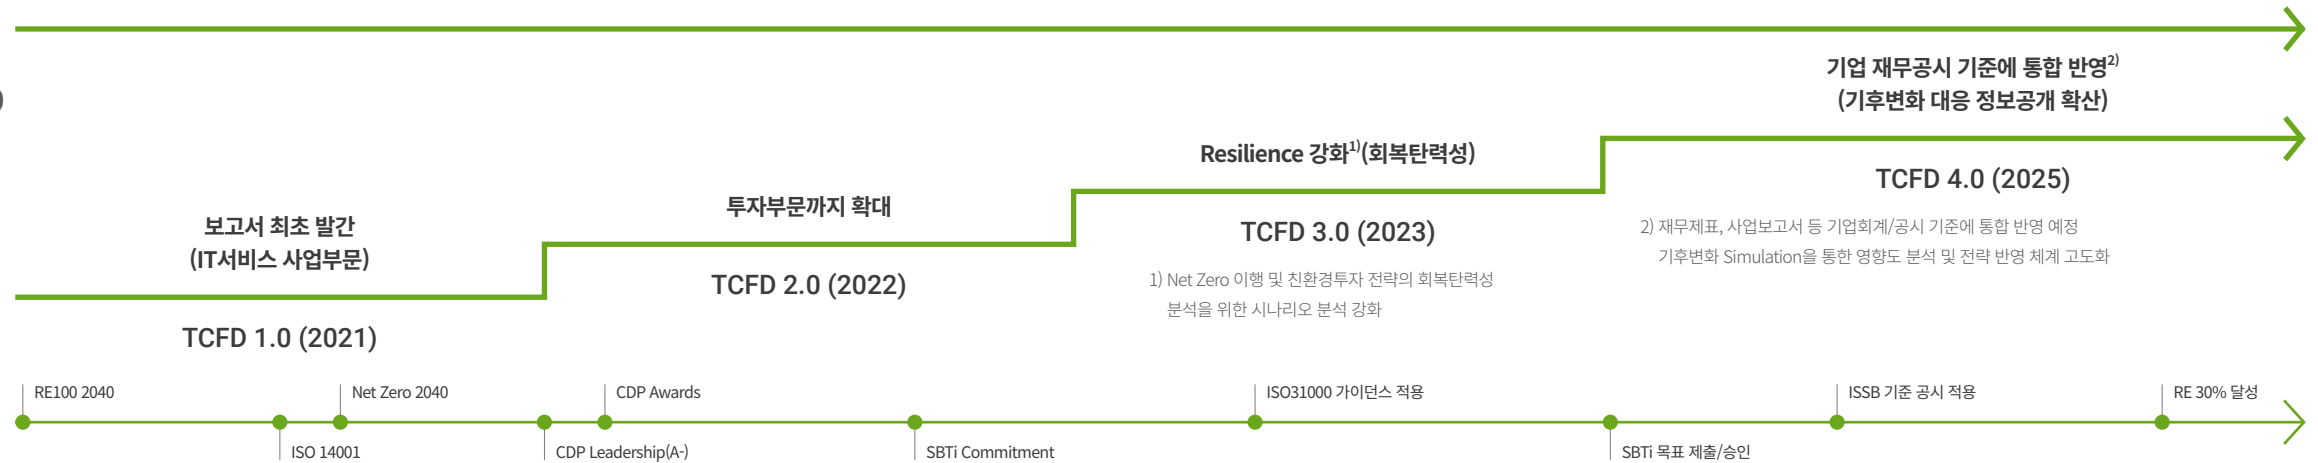 기업 재무공시 기준에 통합 반영2)
(기후변화 대응 정보공개 확산)
Resilience 강화1)(회복탄력성)
TCFD 4.0 (2025)
투자부문까지 확대
보고서 최초 발간
(IT서비스 사업부문)
TCFD 3.0 (2023)
2) 재무제표, 사업보고서 등 기업회계/공시 기준에 통합 반영 예정
기후변화 Simulation을 통한 영향도 분석 및 전략 반영 체계 고도화
TCFD 2.0 (2022)
1) Net Zero 이행 및 친환경투자 전략의 회복탄력성
분석을 위한 시나리오 분석 강화
TCFD 1.0 (2021)
RE100 2040
Net Zero 2040
CDP Awards
ISO31000 가이던스 적용
ISSB 기준 공시 적용
RE 30% 달성
ISO 14001
CDP Leadership(A-)
SBTi Commitment
SBTi 목표 제출/승인